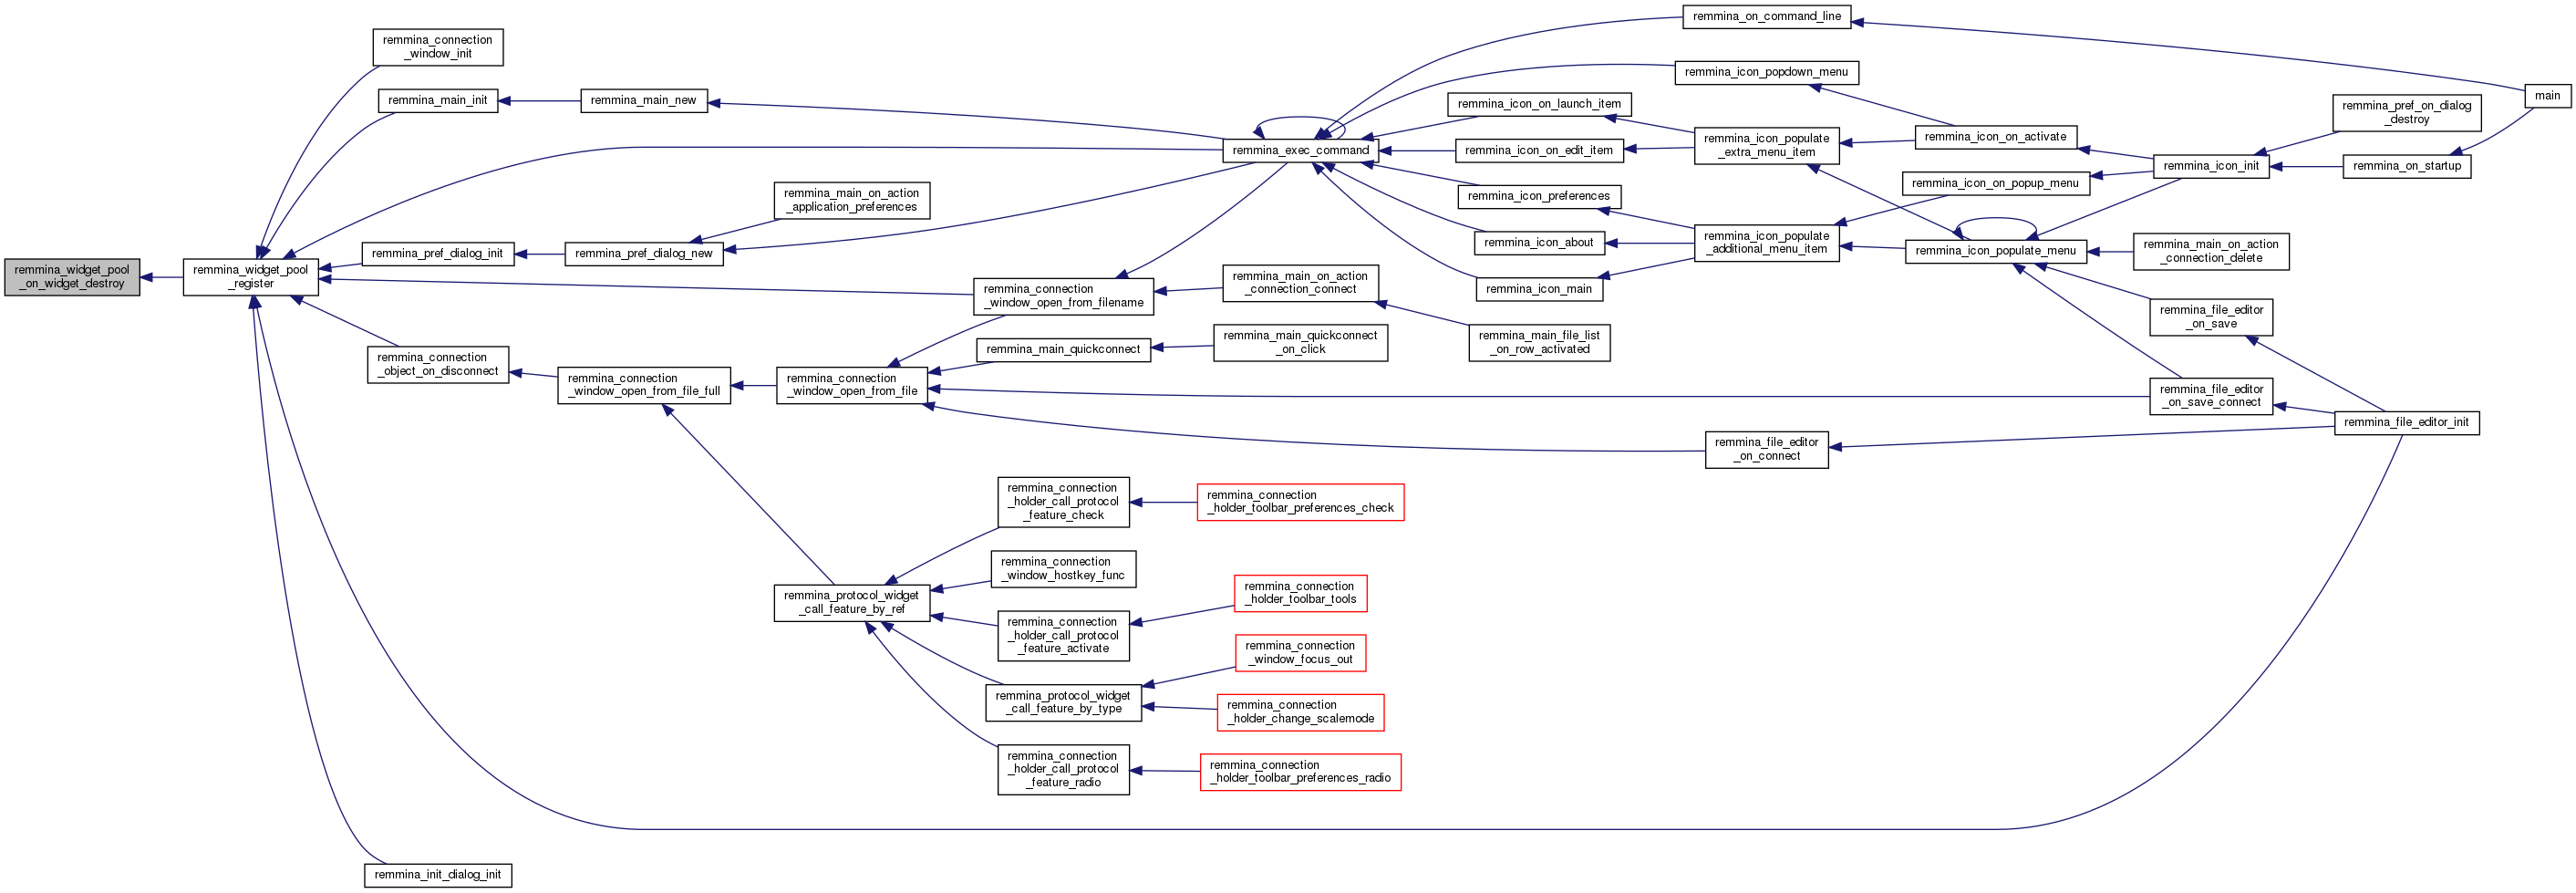 remmina_widget_pool
_on_widget_destroy
remmina_widget_pool
_register
remmina_connection
_window_init
remmina_main_init
remmina_main_new
remmina_pref_dialog_init
remmina_pref_dialog_new
remmina_main_on_action
_application_preferences
remmina_connection
_object_on_disconnect
remmina_connection
_window_open_from_file_full
remmina_connection
_window_open_from_file
remmina_connection
_window_open_from_filename
remmina_main_quickconnect
remmina_main_quickconnect
_on_click
remmina_main_on_action
_connection_connect
remmina_main_file_list
_on_row_activated
remmina_exec_command
remmina_on_command_line
remmina_icon_popdown_menu
remmina_icon_on_launch_item
remmina_icon_on_edit_item
remmina_icon_preferences
remmina_icon_about
remmina_icon_main
remmina_icon_populate
_extra_menu_item
remmina_icon_populate
_additional_menu_item
remmina_icon_on_activate
remmina_icon_on_popup_menu
remmina_icon_populate_menu
remmina_icon_init
remmina_pref_on_dialog
_destroy
remmina_on_startup
main
remmina_main_on_action
_connection_delete
remmina_file_editor
_on_save
remmina_file_editor
_on_save_connect
remmina_file_editor_init
remmina_file_editor
_on_connect
remmina_protocol_widget
_call_feature_by_ref
remmina_connection
_holder_call_protocol
_feature_check
remmina_connection
_holder_toolbar_preferences_check
remmina_connection
_window_hostkey_func
remmina_connection
_holder_call_protocol
_feature_activate
remmina_connection
_holder_toolbar_tools
remmina_protocol_widget
_call_feature_by_type
remmina_connection
_window_focus_out
remmina_connection
_holder_change_scalemode
remmina_connection
_holder_call_protocol
_feature_radio
remmina_connection
_holder_toolbar_preferences_radio
remmina_init_dialog_init